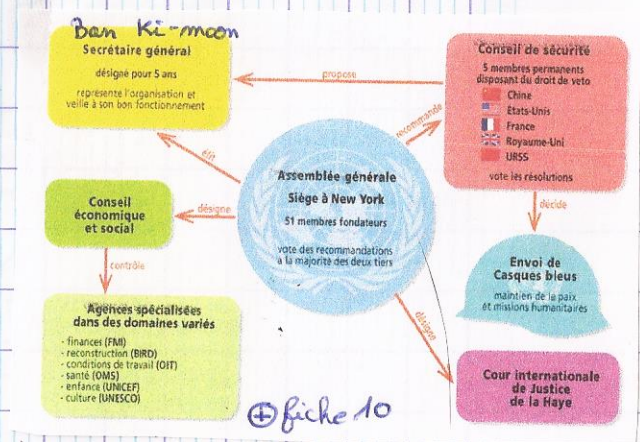 Ban Ki-moon
Secrétaire général
désigné pour 5 ans
représente l'organisation et
veille à son bon fonctionnement
propose
Conseil de sécurité
5 membres permanents
disposant du droit de veto
Chine
États-Unis
France
Royaume-Uni
URSS
vote les résolutions
recommande
élit
Assemblée générale
Siège à New York
51 membres fondateurs
vote des recommandations
à la majorité des deux tiers
désigne
Conseil
économique
et social
contrôle
décide
Envoi de
Casques bleus
maintien de la paix
et missions humanitaires
Agences spécialisées
dans des domaines variés
- finances (FMI)
- reconstruction (BIRD)
- conditions de travail (OIT)
- santé (OMS)
- enfance (UNICEF)
- culture (UNESCO)
désigne
Cour internationale
de Justice
de la Haye
+ fiche 10